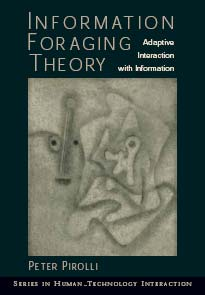 INFORMATION
FORAGING
THEORY
Adaptive
Interaction
with Information
PETER PIROLLI
SERIES IN HUMAN–TECHNOLOGY INTERACTION